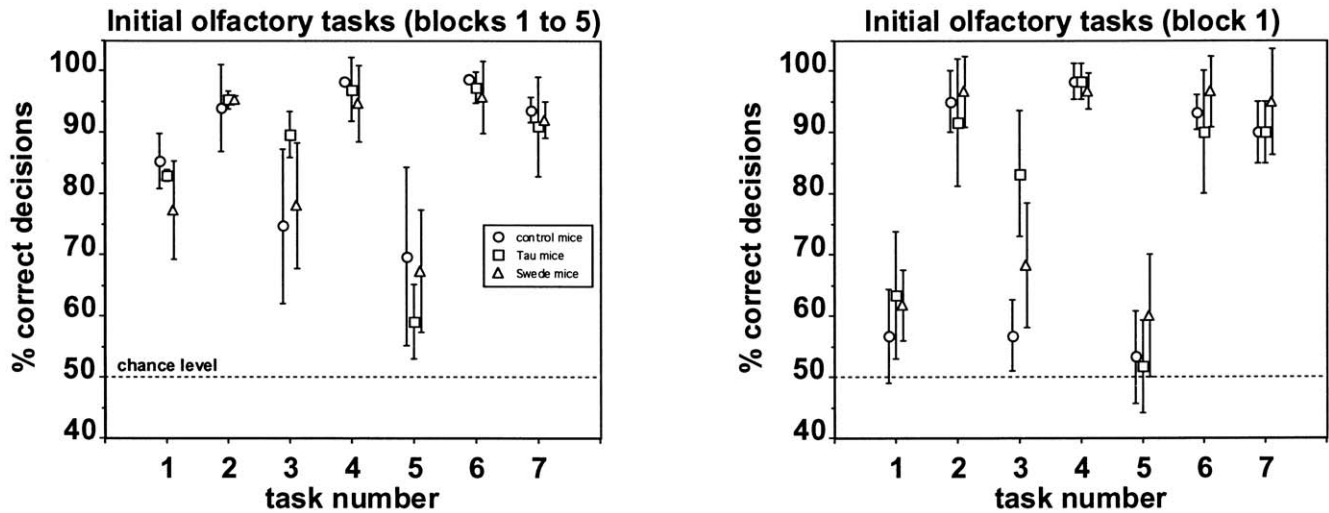 Initial olfactory tasks (blocks 1 to 5)
% correct decisions
100
90
80
70
60
50
40
chance level
control mice
Tau mice
Swede mice
1 2 3 4 5 6 7
task number
Initial olfactory tasks (block 1)
% correct decisions
100
90
80
70
60
50
40
1 2 3 4 5 6 7
task number